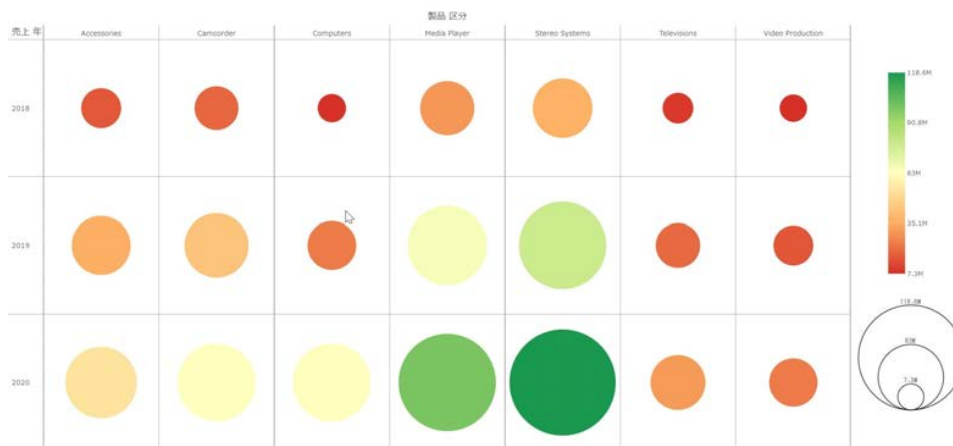 製品 区分
売上 年 Accessories Camcorder Computers Media Player Stereo Systems Televisions Video Production
118.6M
2018
90.8M
63M
2019
35.1M
7.3M
118.6M
63M
2020
7.3M